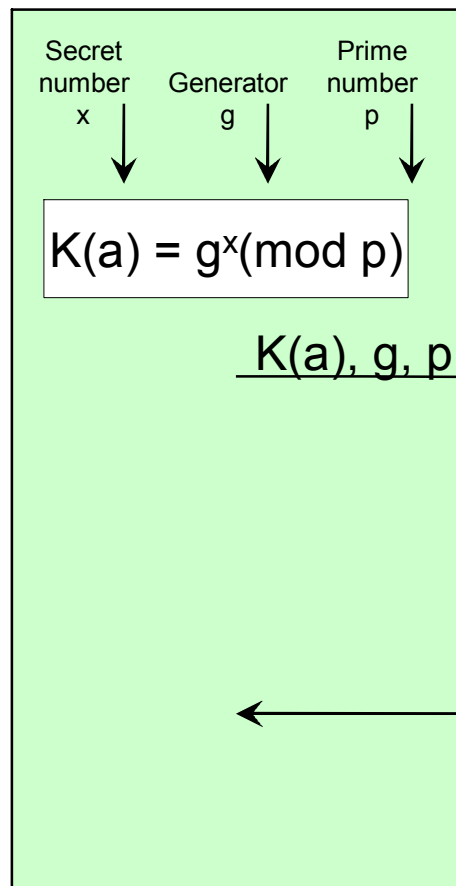 Secret
number
x
Generator
g
Prime
number
p
K(a) = gˣ(mod p)
K(a), g, p